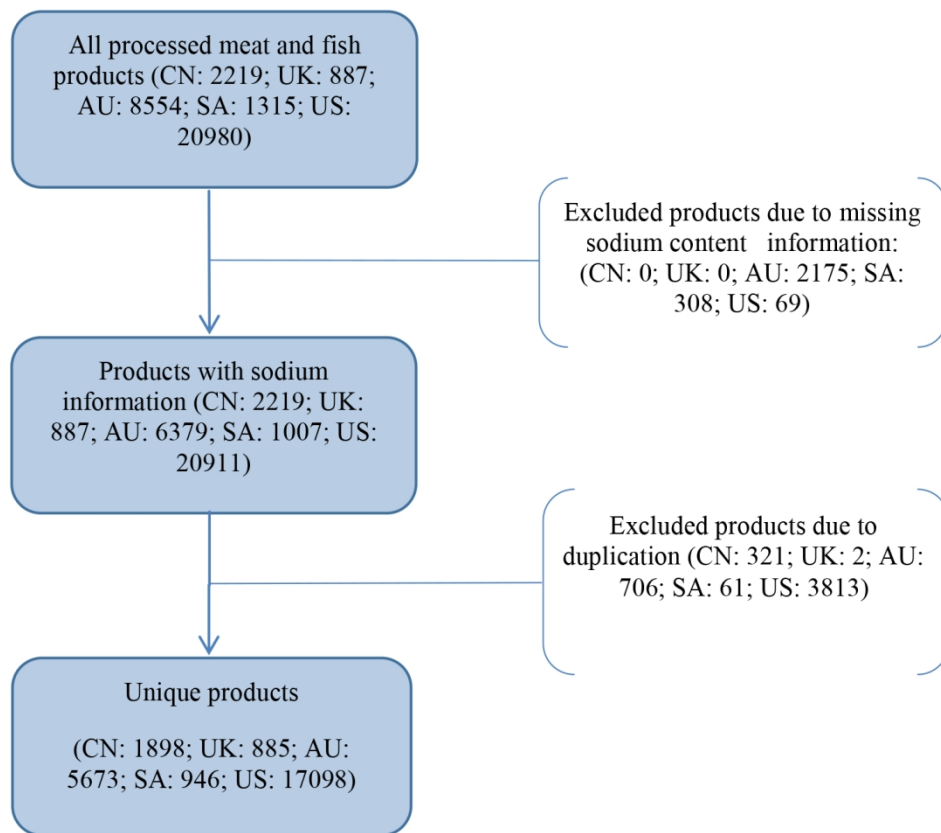 All processed meat and fish
products (CN: 2219; UK: 887;
AU: 8554; SA: 1315; US:
20980)
Excluded products due to missing
sodium content information:
(CN: 0; UK: 0; AU: 2175; SA:
308; US: 69)
Products with sodium
information (CN: 2219; UK:
887; AU: 6379; SA: 1007; US:
20911)
Excluded products due to
duplication (CN: 321; UK: 2; AU:
706; SA: 61; US: 3813)
Unique products
(CN: 1898; UK: 885; AU:
5673; SA: 946; US: 17098)